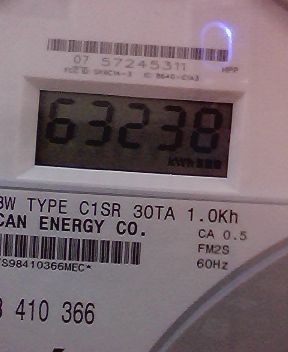 07 57245311
63238
kWh
3W TYPE C1SR 30TA 1.0Kh
CAN ENERGY CO.
CA 0.5
FM2S
60Hz
S98410366MEC*
410 366